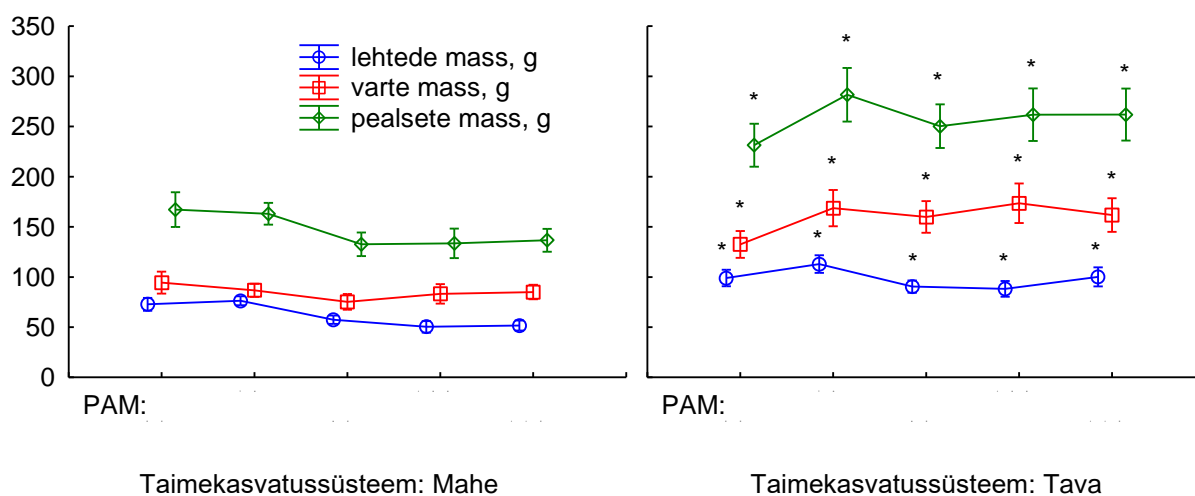 350
300
250
200
150
100
50
0
lehtede mass, g
varte mass, g
pealsete mass, g
* * * * *
* * * * *
* * * * *
PAM:
PAM:
Taimekasvatussüsteem: Mahe
Taimekasvatussüsteem: Tava